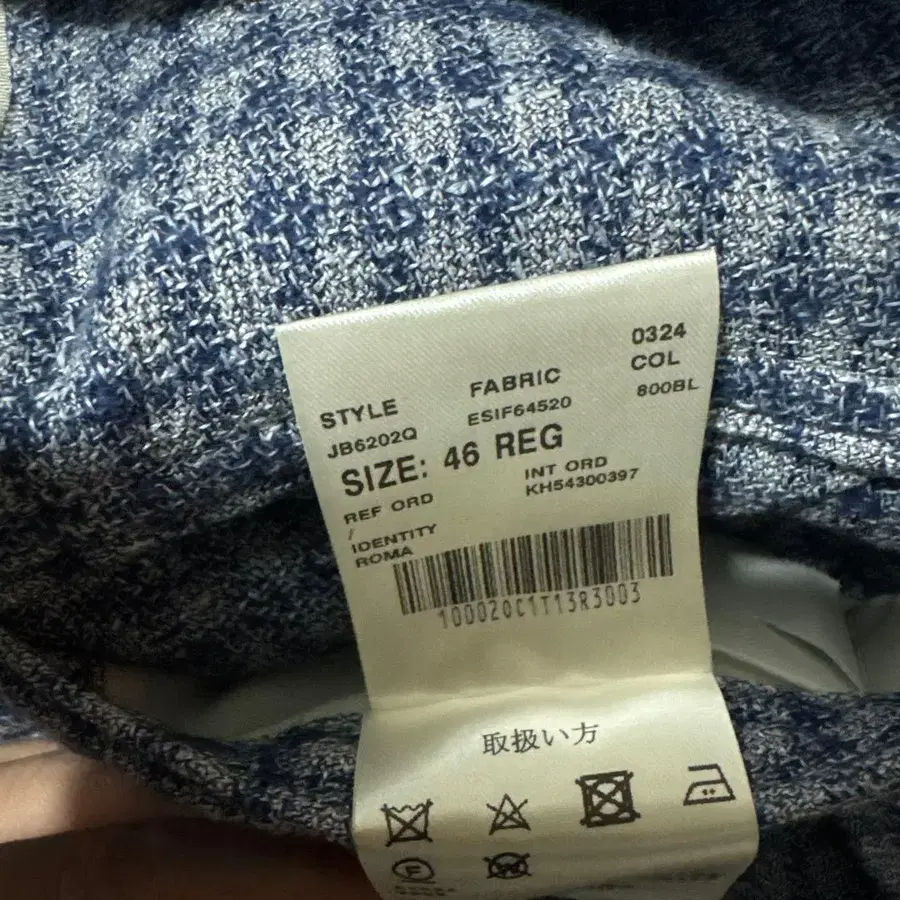 0324
STYLE FABRIC COL
JB6202Q ESIF64520 800BL
SIZE: 46 REG
REF ORD INT ORD
/ KH54300397
IDENTITY
ROMA
100020C1T13R3003
取扱い方
F
W